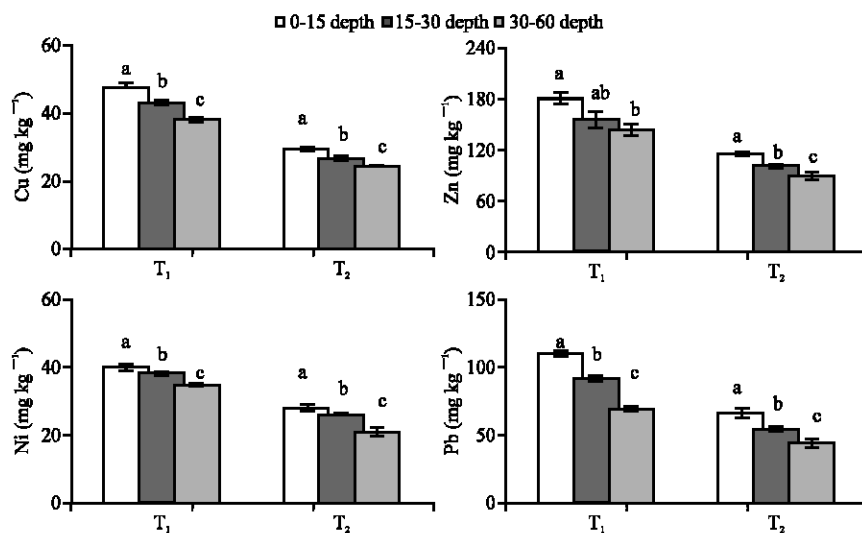 0-15 depth 15-30 depth 30-60 depth
Cu (mg kg⁻¹)
60
40
20
0
a b c
a b c
T₁ T₂
Zn (mg kg⁻¹)
240
180
120
60
0
a ab b
a b c
T₁ T₂
Ni (mg kg⁻¹)
60
40
20
0
a b c
a b c
T₁ T₂
Pb (mg kg⁻¹)
150
100
50
0
a b c
a b c
T₁ T₂